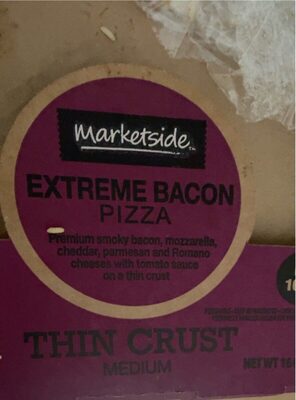 Marketside
EXTREME BACON
PIZZA
Premium smoky bacon, mozzarella,
cheddar, parmesan and Romano
cheeses with tomato sauce
on a thin crust
THIN CRUST
MEDIUM
NET WT